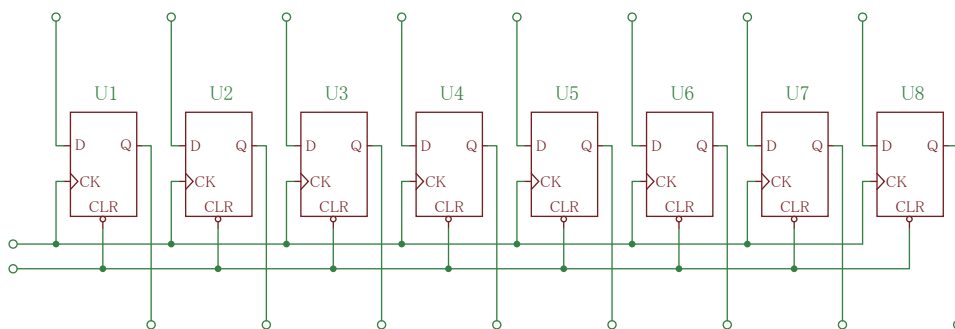 U1 U2 U3 U4 U5 U6 U7 U8
D Q D Q D Q D Q D Q D Q D Q D Q
CK CK CK CK CK CK CK CK
CLR CLR CLR CLR CLR CLR CLR CLR